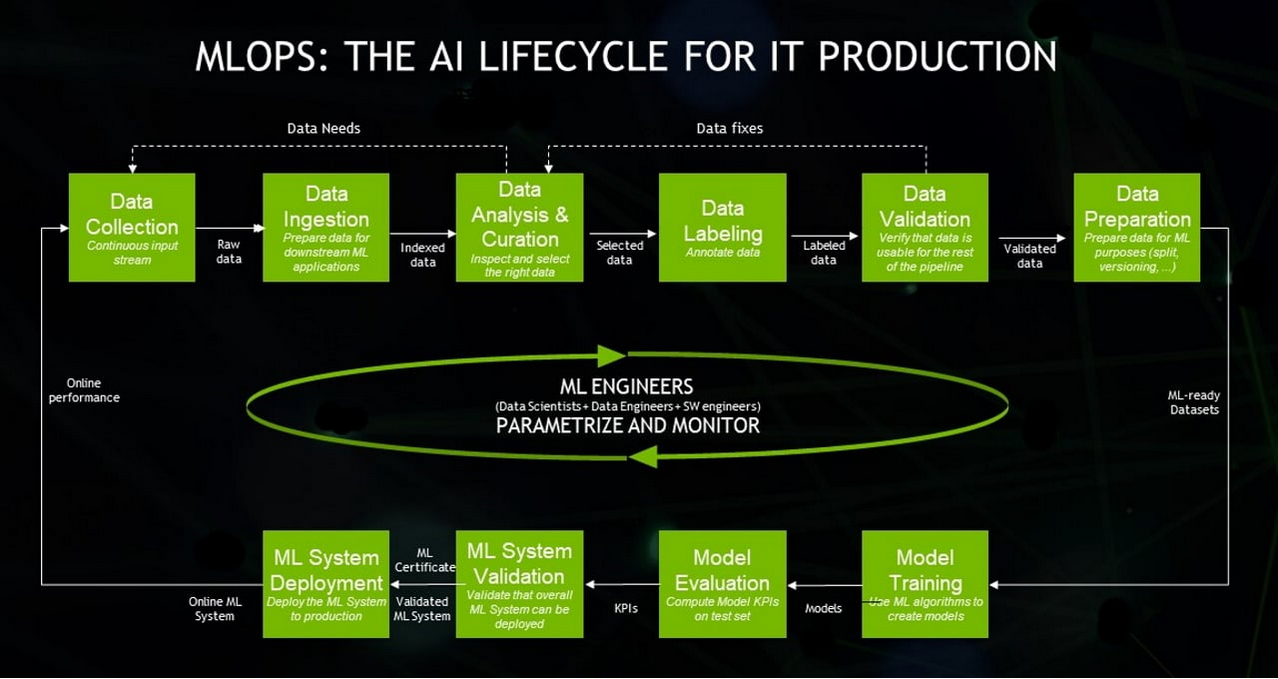 MLOPS: THE AI LIFECYCLE FOR IT PRODUCTION
Data Needs
Data fixes
Data
Collection
Continuous input
stream
Raw
data
Data
Ingestion
Prepare data for
downstream ML
applications
Indexed
data
Data
Analysis &
Curation
Inspect and select
the right data
Selected
data
Data
Labeling
Annotate data
Labeled
data
Data
Validation
Verify that data is
usable for the rest
of the pipeline
Validated
data
Data
Preparation
Prepare data for ML
purposes (split,
versioning, ...)
Online
performance
ML ENGINEERS
(Data Scientists+ Data Engineers+ SW engineers)
PARAMETRIZE AND MONITOR
ML-ready
Datasets
Online ML
System
ML System
Deployment
Deploy the ML System
to production
ML
Certificate
Validated
ML System
ML System
Validation
Validate that overall
ML System can be
deployed
KPIs
Model
Evaluation
Compute Model KPIs
on test set
Models
Model
Training
Use ML algorithms to
create models